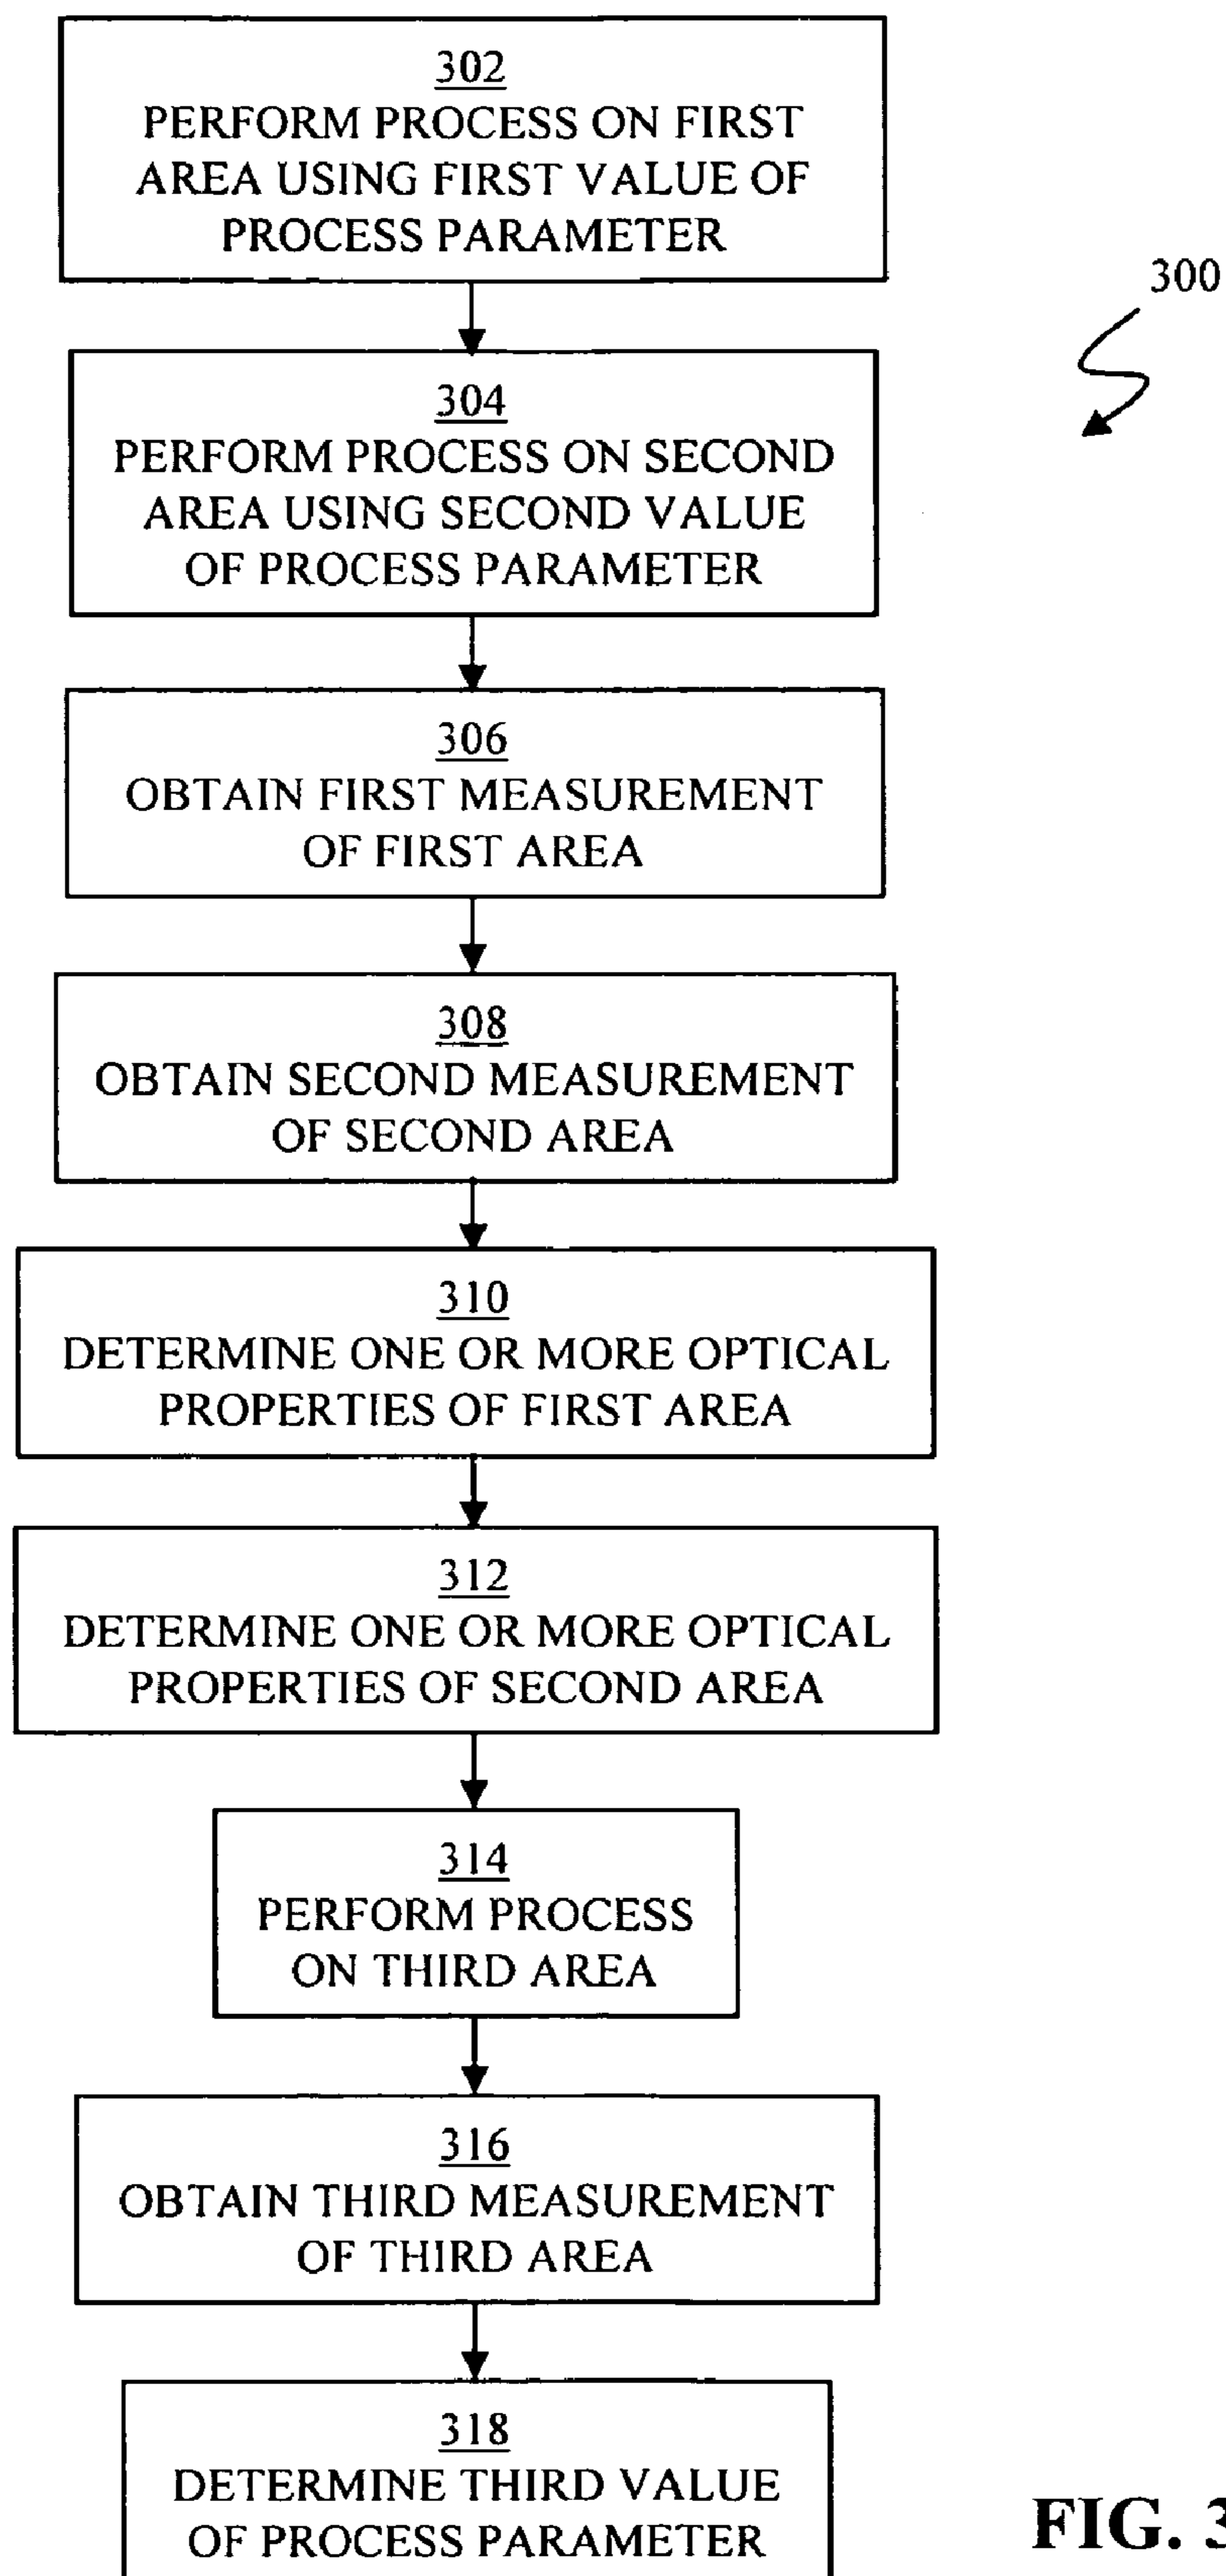 302
PERFORM PROCESS ON FIRST
AREA USING FIRST VALUE OF
PROCESS PARAMETER
300
304
PERFORM PROCESS ON SECOND
AREA USING SECOND VALUE
OF PROCESS PARAMETER
306
OBTAIN FIRST MEASUREMENT
OF FIRST AREA
308
OBTAIN SECOND MEASUREMENT
OF SECOND AREA
310
DETERMINE ONE OR MORE OPTICAL
PROPERTIES OF FIRST AREA
312
DETERMINE ONE OR MORE OPTICAL
PROPERTIES OF SECOND AREA
314
PERFORM PROCESS
ON THIRD AREA
316
OBTAIN THIRD MEASUREMENT
OF THIRD AREA
318
DETERMINE THIRD VALUE
OF PROCESS PARAMETER
FIG. 3